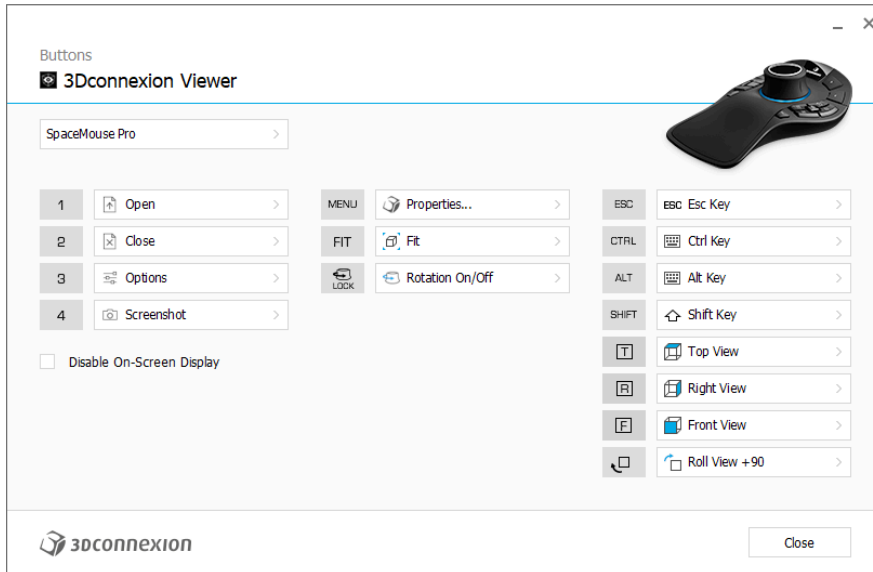 Buttons
3Dconnexion Viewer
SpaceMouse Pro
1 Open
2 Close
3 Options
4 Screenshot
Disable On-Screen Display
MENU Properties...
FIT Fit
LOCK Rotation On/Off
ESC ESC Esc Key
CTRL Ctrl Key
ALT Alt Key
SHIFT Shift Key
T Top View
R Right View
F Front View
Roll View +90
3Dconnexion
Close